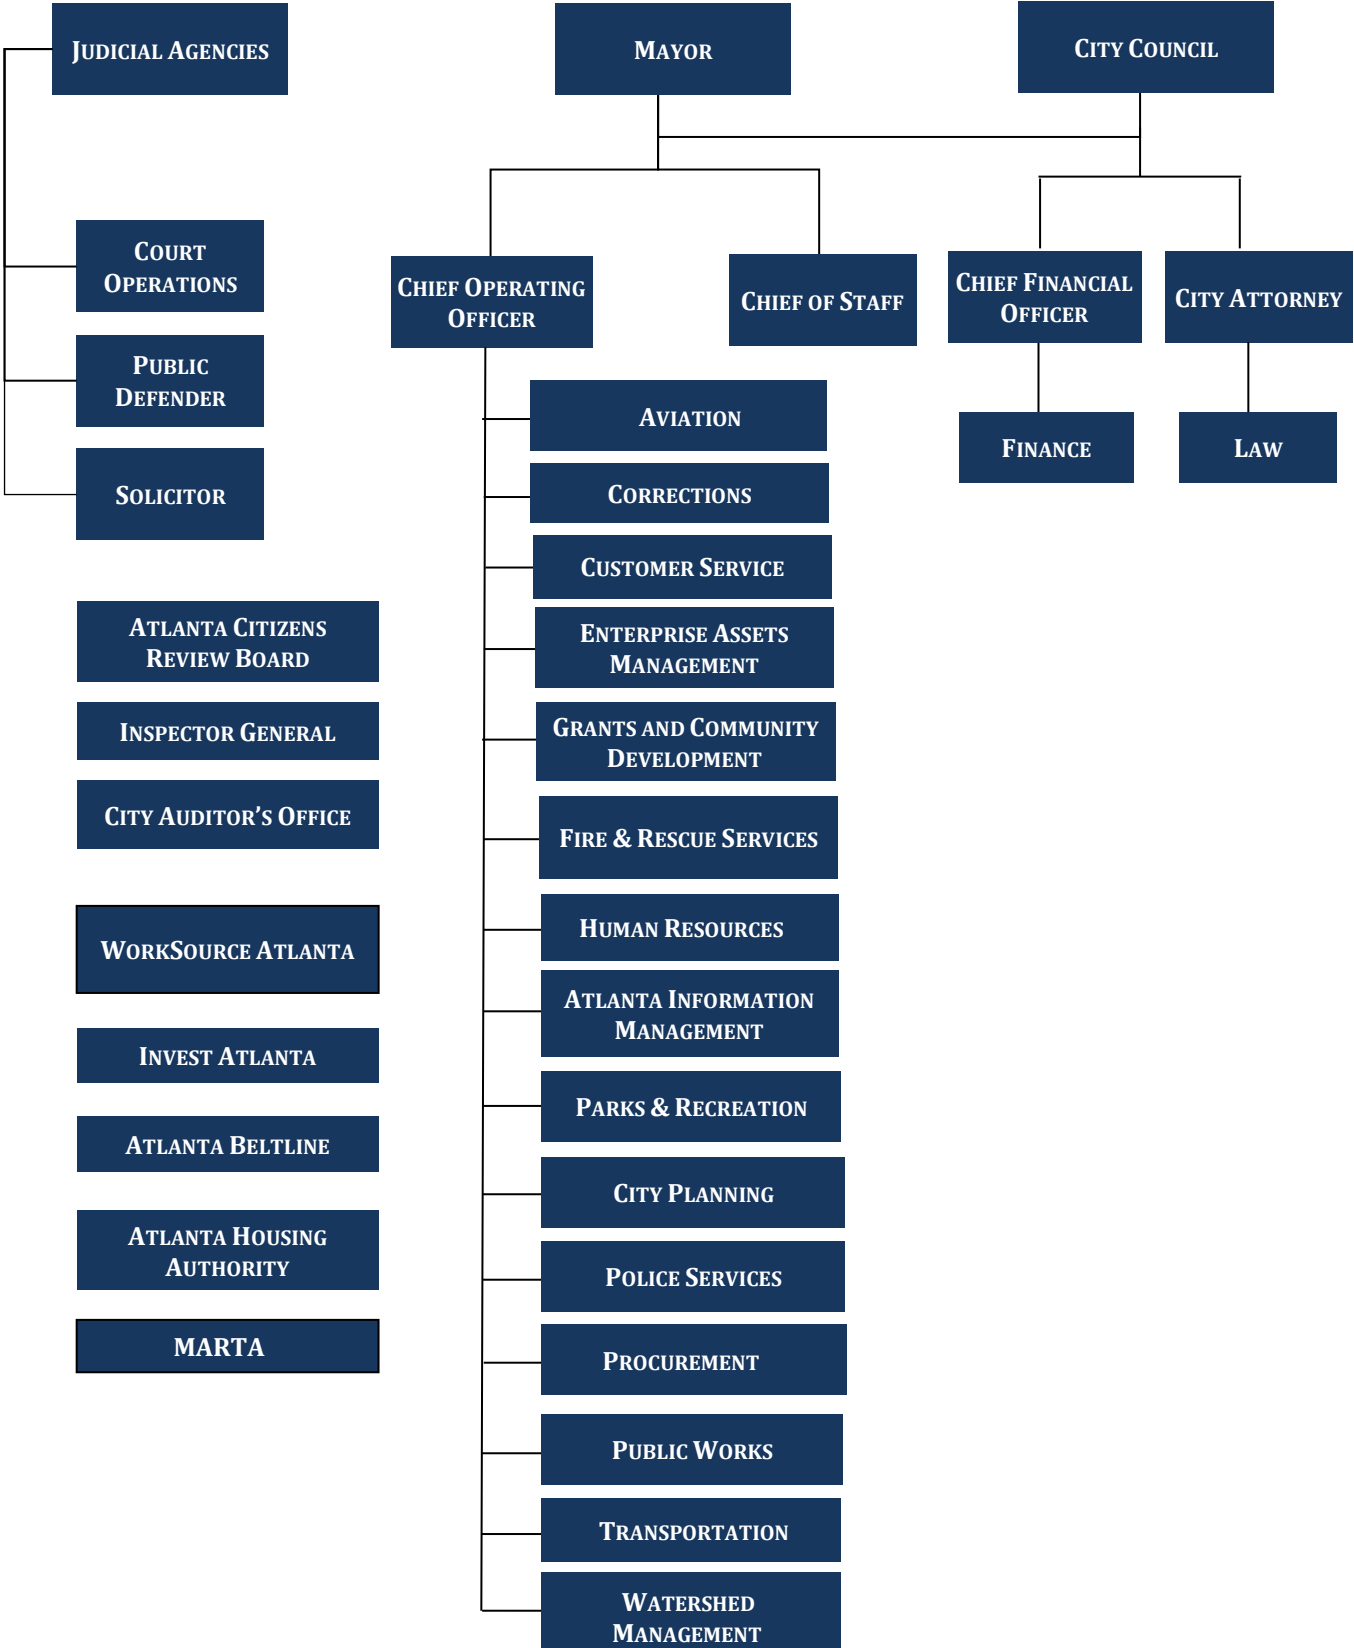 JUDICIAL AGENCIES
MAYOR
CITY COUNCIL
COURT
OPERATIONS
PUBLIC
DEFENDER
SOLICITOR
CHIEF OPERATING
OFFICER
CHIEF OF STAFF
CHIEF FINANCIAL
OFFICER
CITY ATTORNEY
FINANCE
LAW
AVIATION
CORRECTIONS
CUSTOMER SERVICE
ENTERPRISE ASSETS
MANAGEMENT
GRANTS AND COMMUNITY
DEVELOPMENT
FIRE & RESCUE SERVICES
HUMAN RESOURCES
ATLANTA INFORMATION
MANAGEMENT
PARKS & RECREATION
CITY PLANNING
POLICE SERVICES
PROCUREMENT
PUBLIC WORKS
TRANSPORTATION
WATERSHED
MANAGEMENT
ATLANTA CITIZENS
REVIEW BOARD
INSPECTOR GENERAL
CITY AUDITOR’S OFFICE
WORKSOURCE ATLANTA
INVEST ATLANTA
ATLANTA BELTLINE
ATLANTA HOUSING
AUTHORITY
MARTA